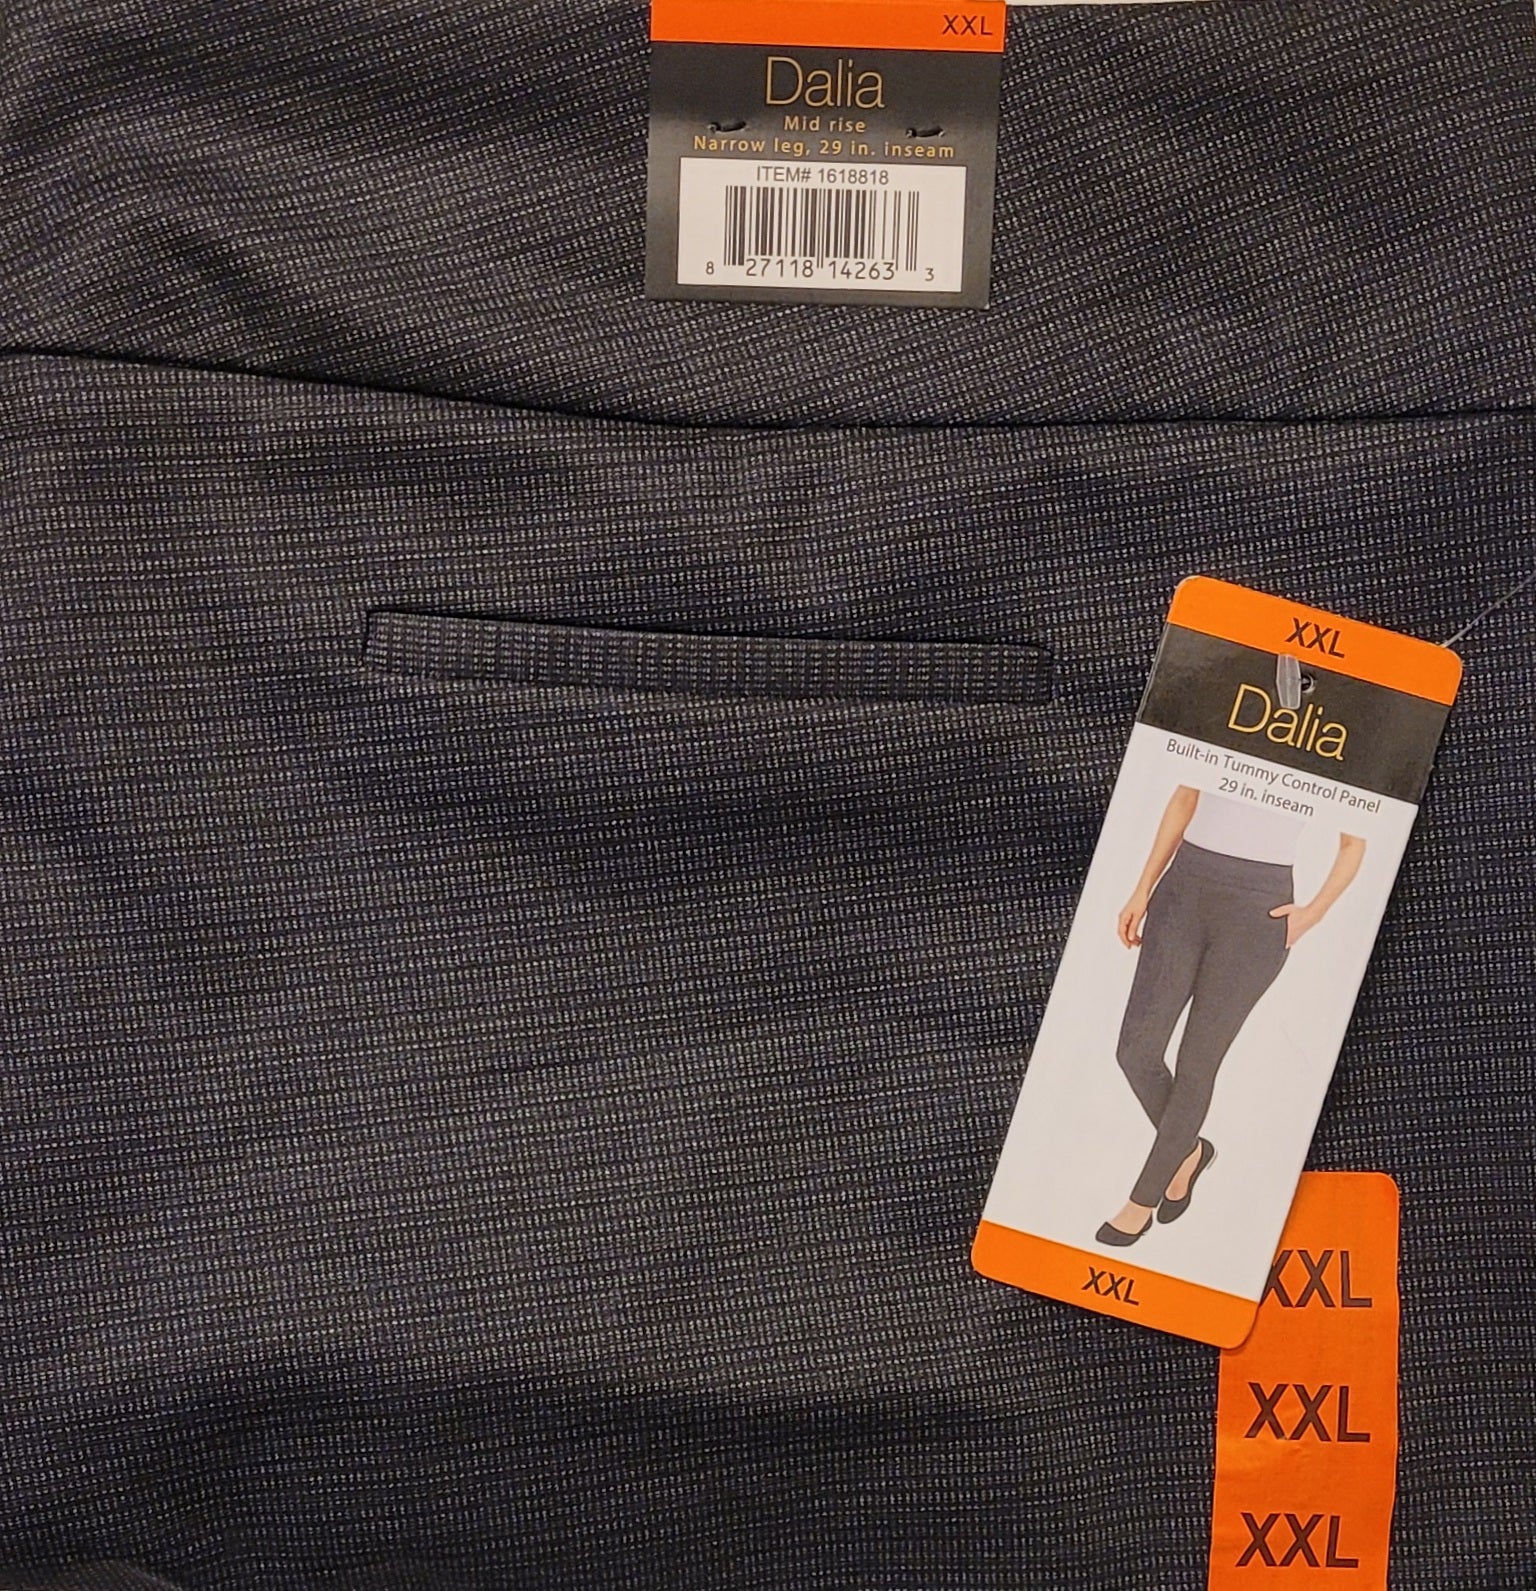 XXL
Dalia
Mid rise
Narrow leg, 29 in. inseam
ITEM# 1618818
8 27118 14263 3
XXL
Dalia
Built-in Tummy Control Panel
29 in. inseam
XXL
XXL
XXL
XXL